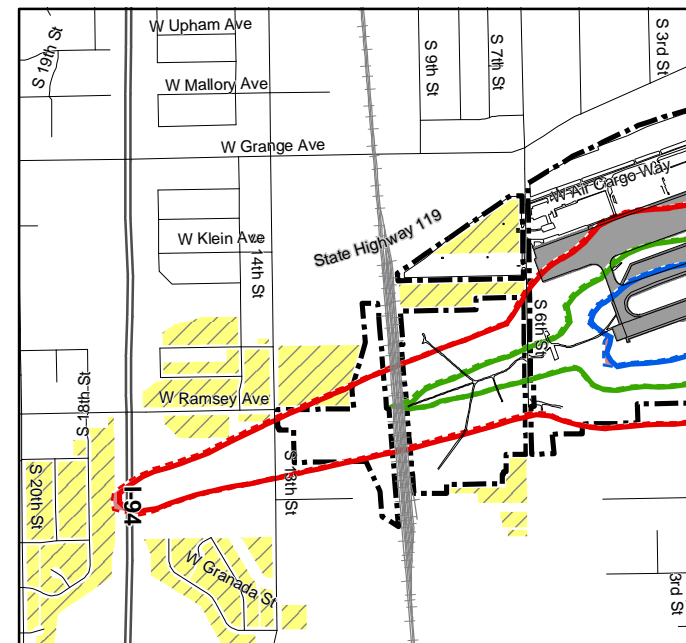 W Upham Ave
S 19th St
S 9th St
S 7th St
S 3rd St
W Mallory Ave
W Grange Ave
W Air Cargo Way
State Highway 119
W Klein Ave
14th St
S 6th St
W Ramsey Ave
S 18th St
S 13th St
S 20th St
I-94
W Granada St
3rd St